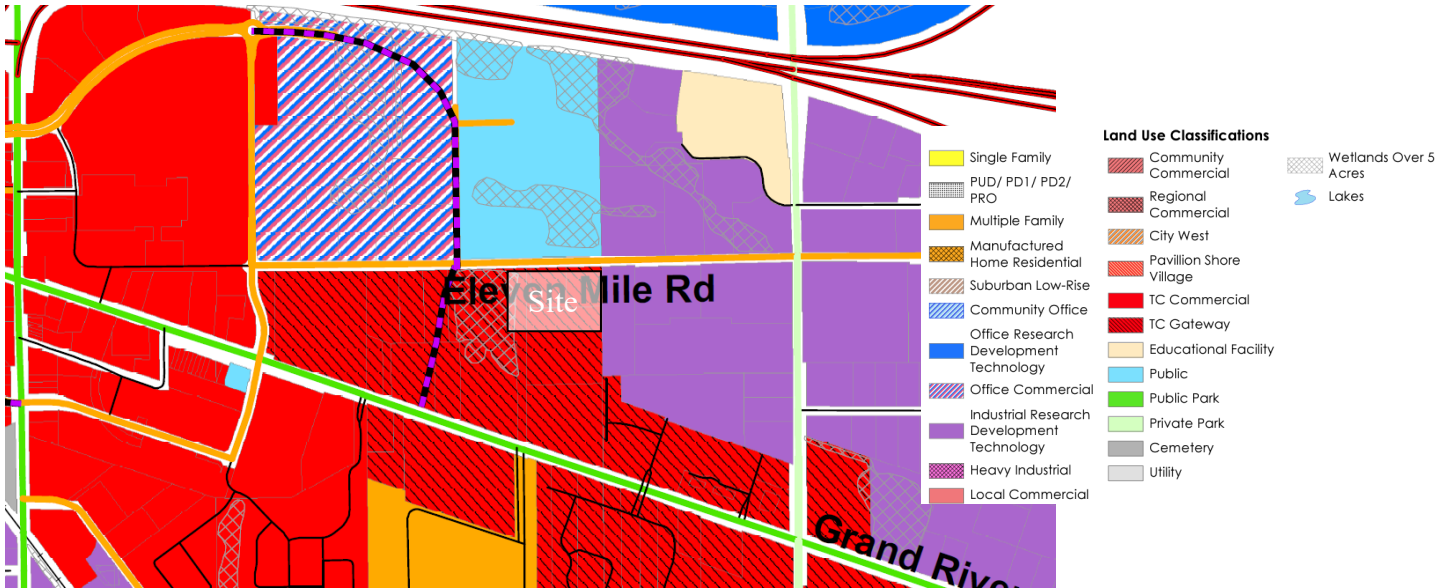 Eleven Mile Rd
Site
Grand River
Single Family
PUD/ PD1/ PD2/
PRO
Multiple Family
Manufactured
Home Residential
Suburban Low-Rise
Community Office
Office Research
Development
Technology
Office Commercial
Industrial Research
Development
Technology
Heavy Industrial
Local Commercial
Land Use Classifications
Community
Commercial
Regional
Commercial
City West
Pavillion Shore
Village
TC Commercial
TC Gateway
Educational Facility
Public
Public Park
Private Park
Cemetery
Utility
Wetlands Over 5
Acres
Lakes